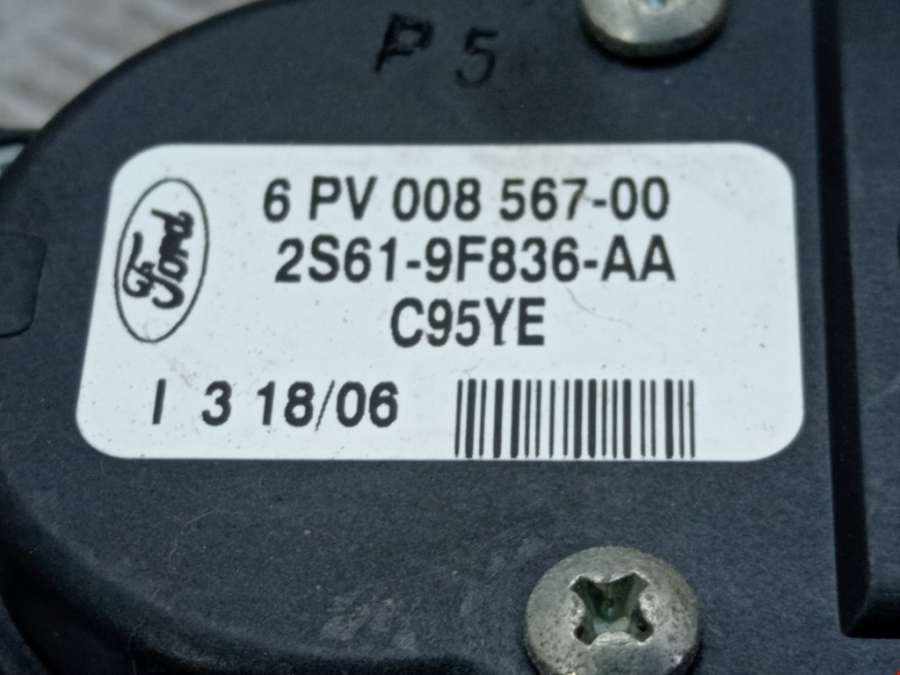 P 5
Ford
6 PV 008 567-00
2S61-9F836-AA
C95YE
I 3 18/06